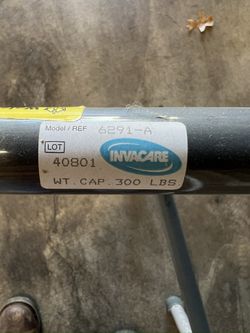 Model / REF 6291-A
LOT 40801 INVACARE
WT. CAP. 300 LBS.